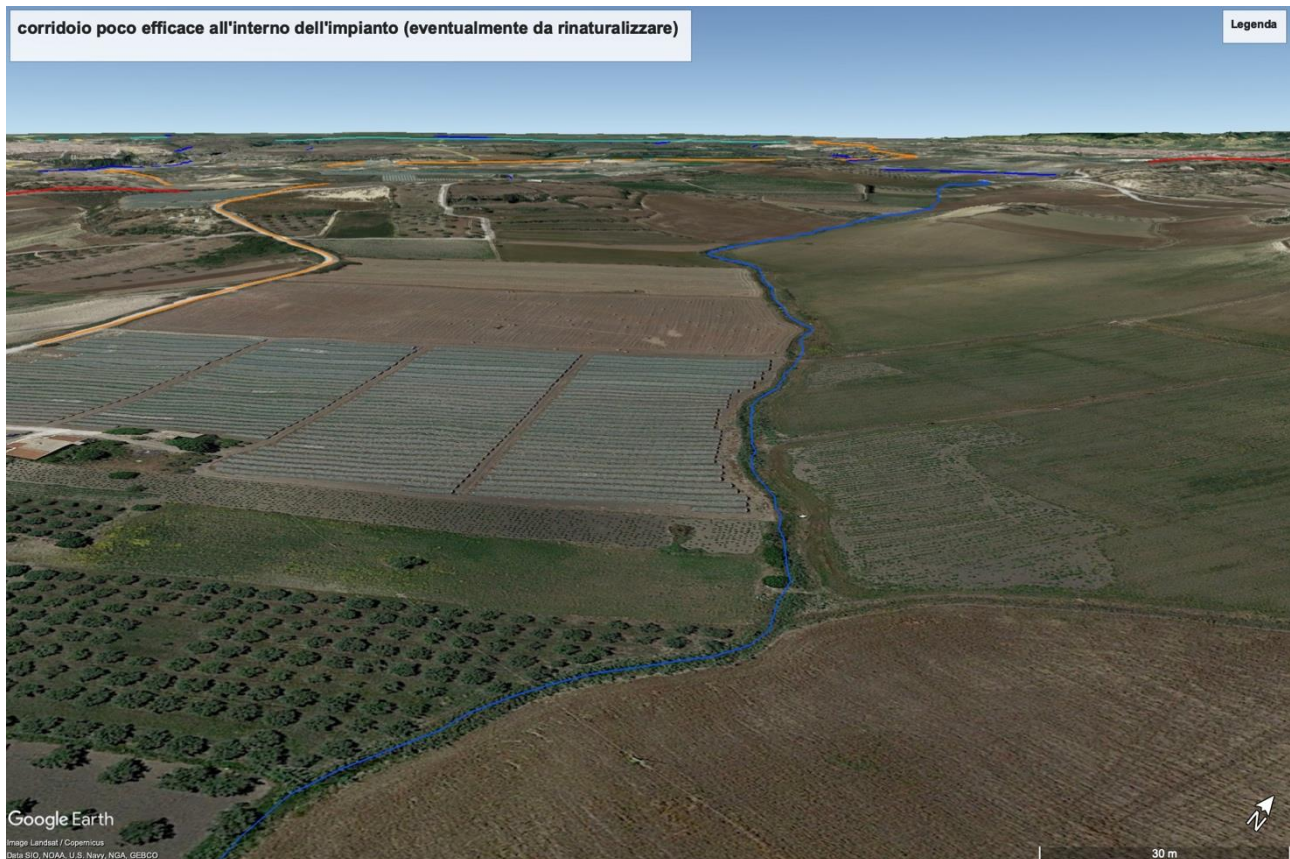 corridoio poco efficace all'interno dell'impianto (eventualmente da rinaturalizzare)
Legenda
Google Earth
Image Landsat / Copernicus
Data SIO, NOAA, U.S. Navy, NGA, GEBCO
N
30 m